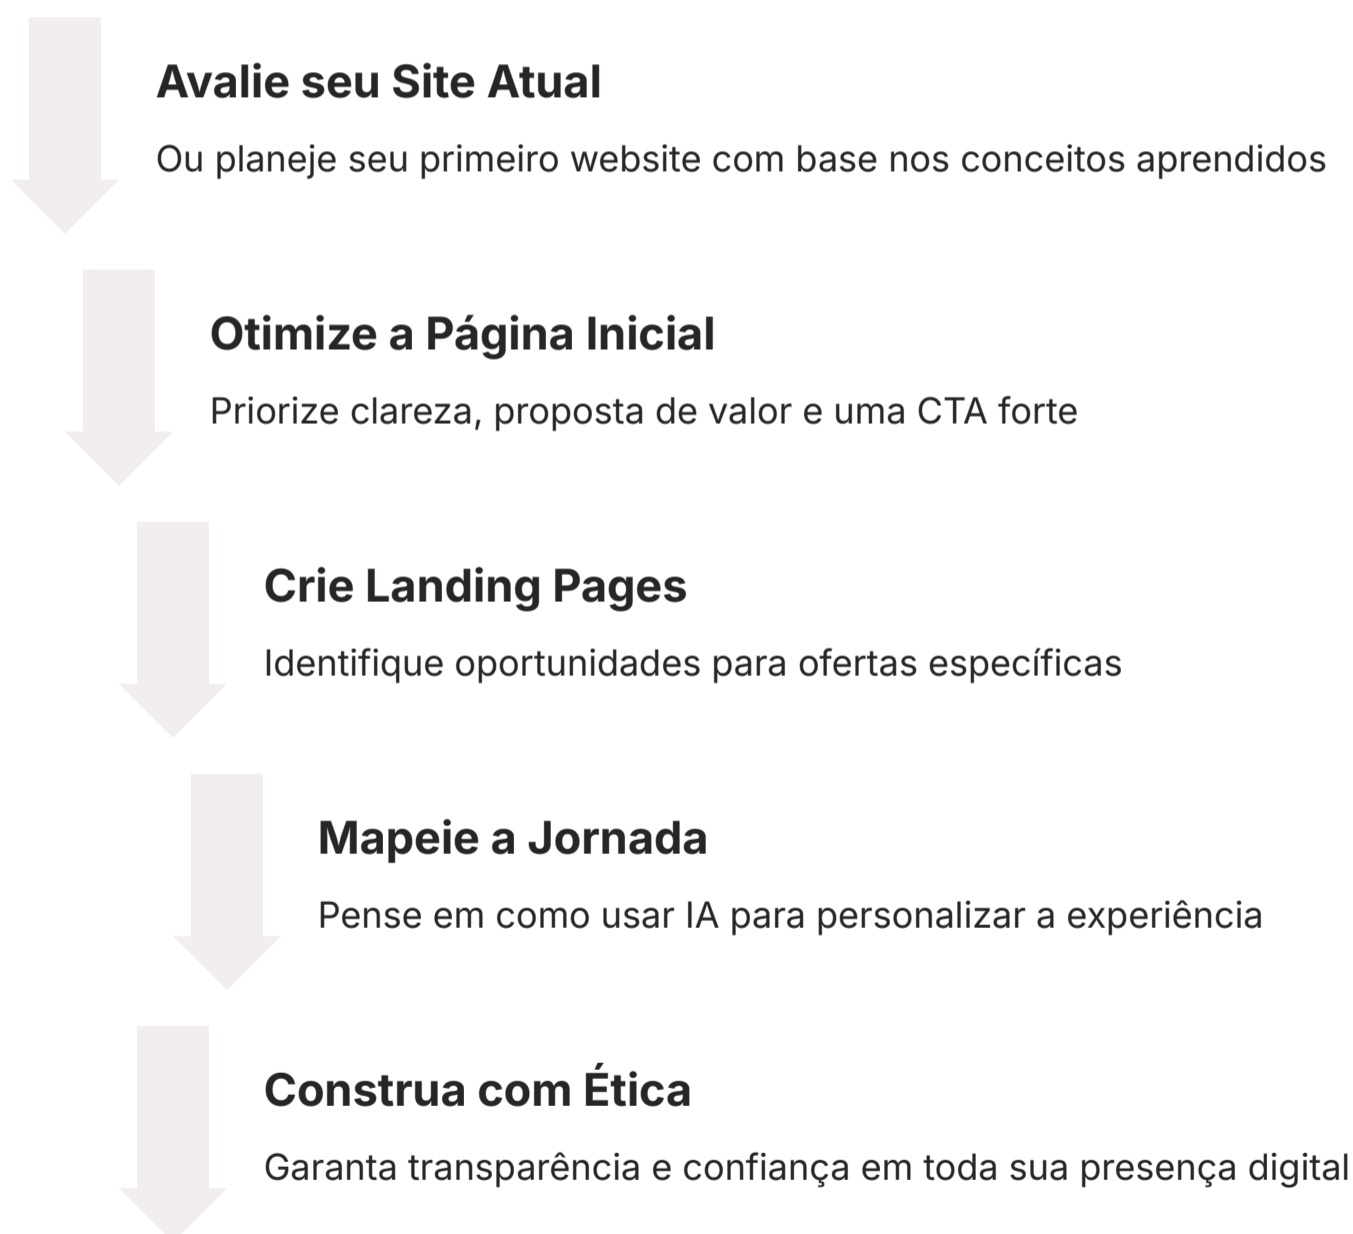 Avalie seu Site Atual
Ou planeje seu primeiro website com base nos conceitos aprendidos
Otimize a Página Inicial
Priorize clareza, proposta de valor e uma CTA forte
Crie Landing Pages
Identifique oportunidades para ofertas específicas
Mapeie a Jornada
Pense em como usar IA para personalizar a experiência
Construa com Ética
Garanta transparência e confiança em toda sua presença digital